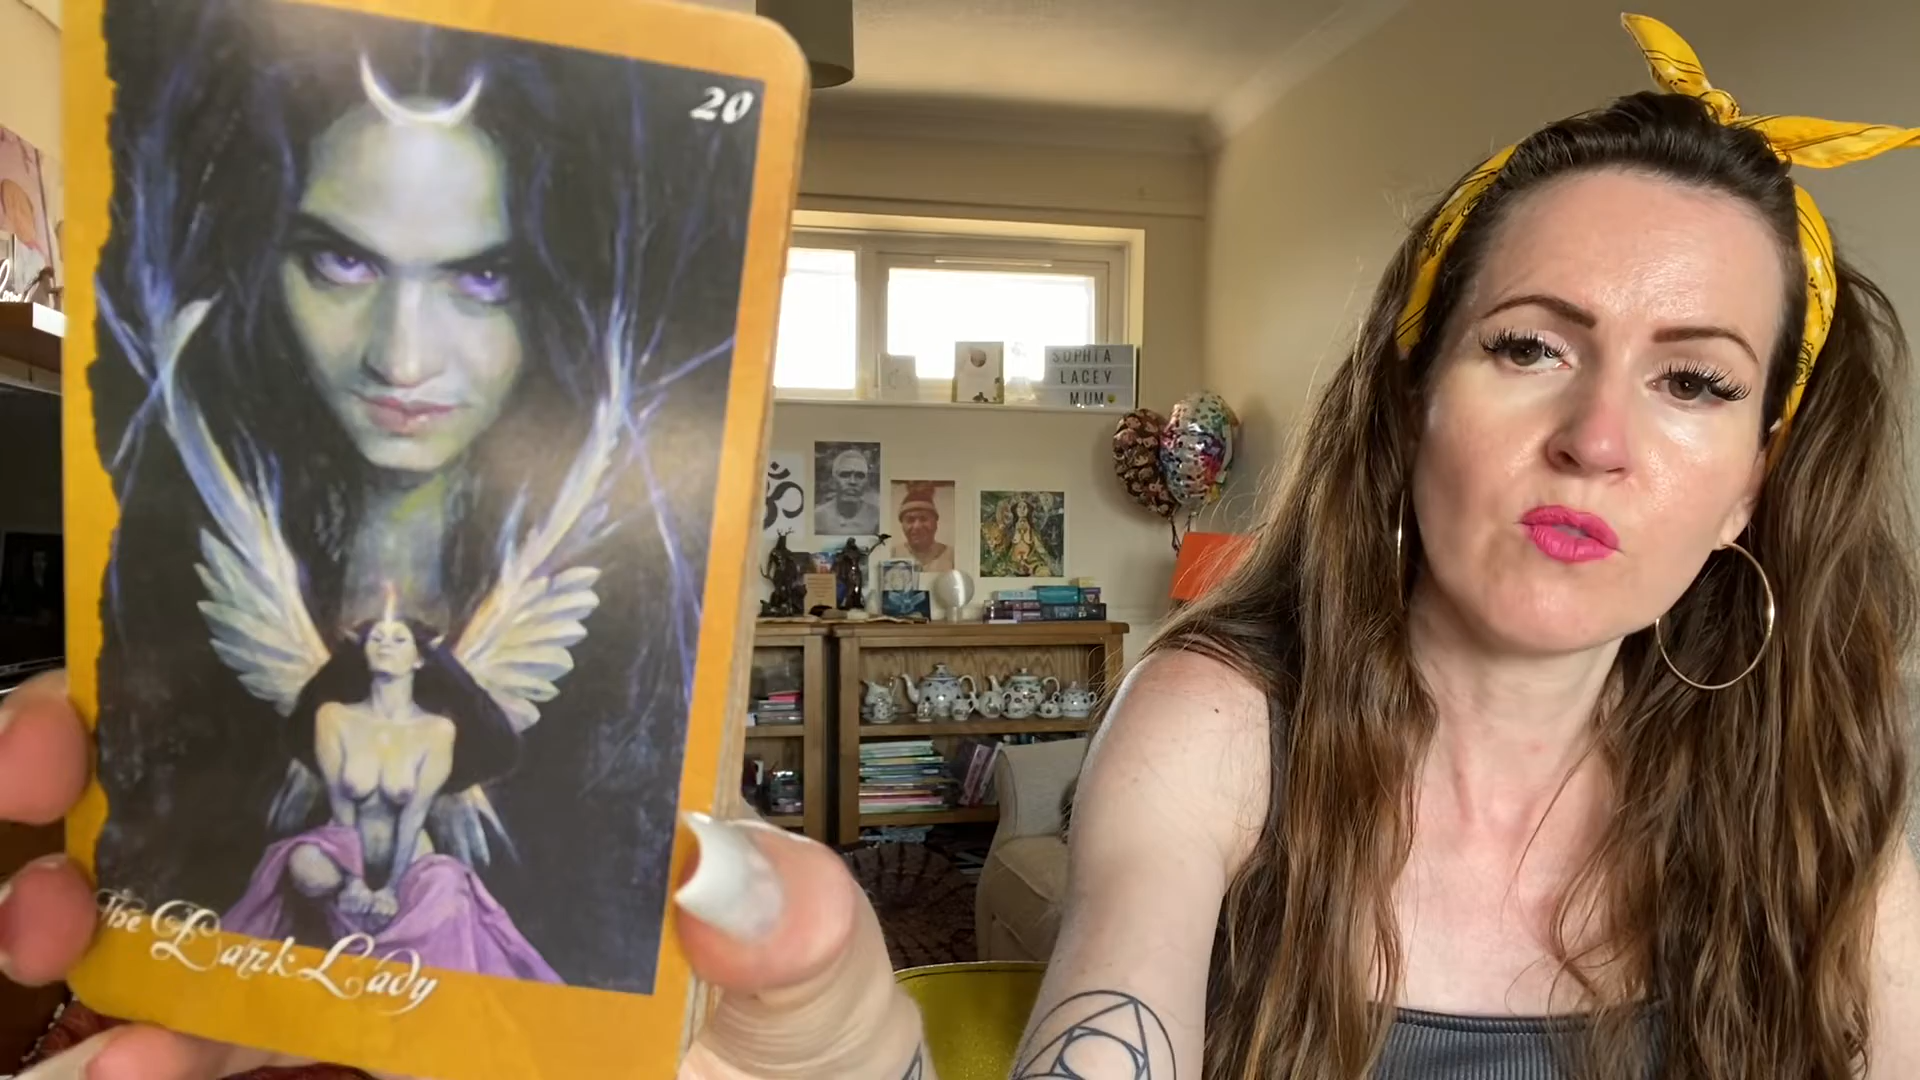 20
The Dark Lady
SOPHIA
LACEY
MUM
ॐ